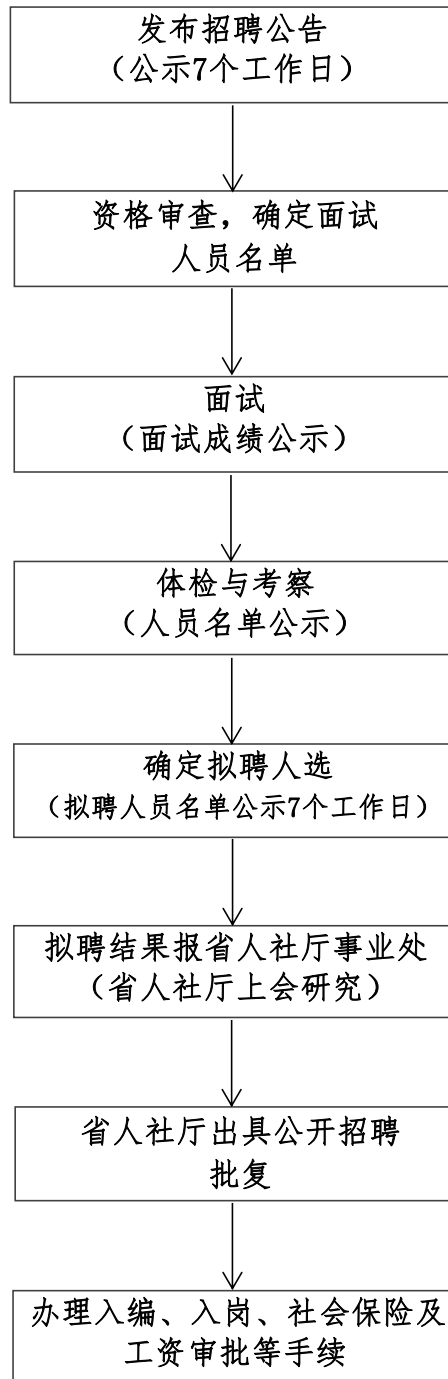 发布招聘公告
（公示7个工作日）
资格审查，确定面试
人员名单
面试
（面试成绩公示）
体检与考察
（人员名单公示）
确定拟聘人选
（拟聘人员名单公示7个工作日）
拟聘结果报省人社厅事业处
（省人社厅上会研究）
省人社厅出具公开招聘
批复
办理入编、入岗、社会保险及
工资审批等手续